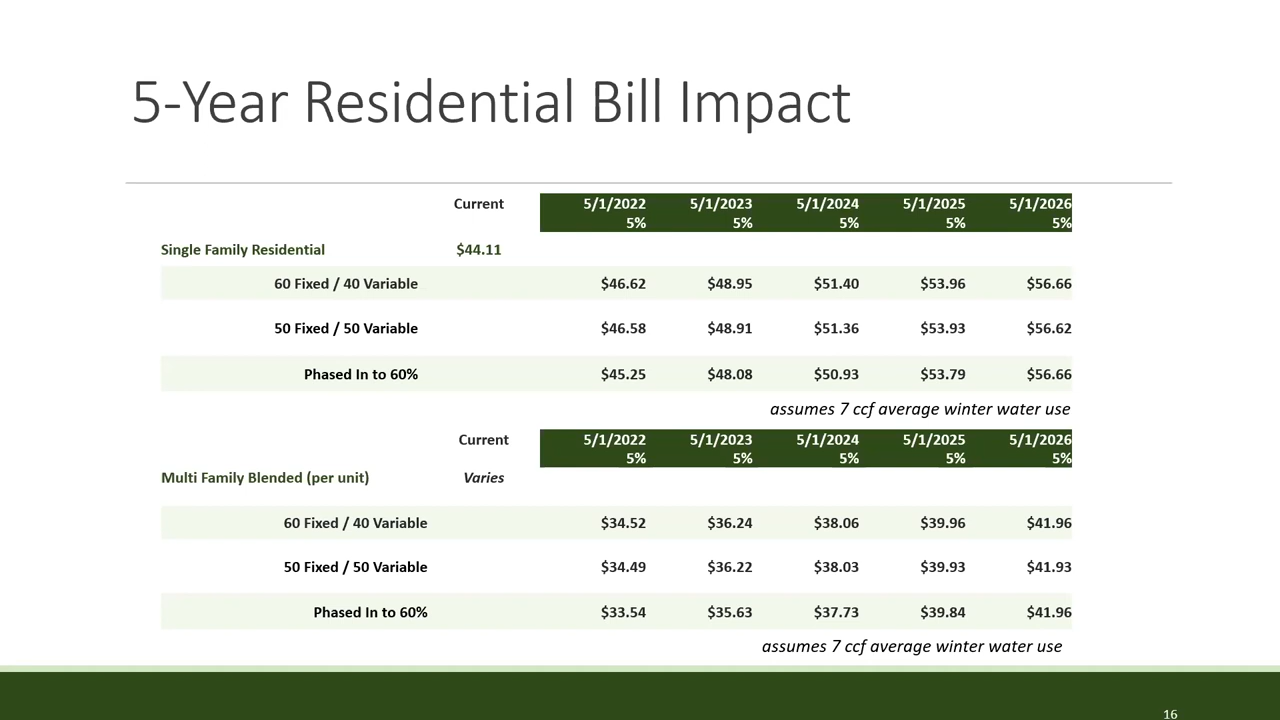 5-Year Residential Bill Impact
Current 5/1/2022 5/1/2023 5/1/2024 5/1/2025 5/1/2026
5% 5% 5% 5% 5%
Single Family Residential $44.11
60 Fixed / 40 Variable $46.62 $48.95 $51.40 $53.96 $56.66
50 Fixed / 50 Variable $46.58 $48.91 $51.36 $53.93 $56.62
Phased In to 60% $45.25 $48.08 $50.93 $53.79 $56.66
assumes 7 ccf average winter water use
Current 5/1/2022 5/1/2023 5/1/2024 5/1/2025 5/1/2026
5% 5% 5% 5% 5%
Multi Family Blended (per unit) Varies
60 Fixed / 40 Variable $34.52 $36.24 $38.06 $39.96 $41.96
50 Fixed / 50 Variable $34.49 $36.22 $38.03 $39.93 $41.93
Phased In to 60% $33.54 $35.63 $37.73 $39.84 $41.96
assumes 7 ccf average winter water use
16